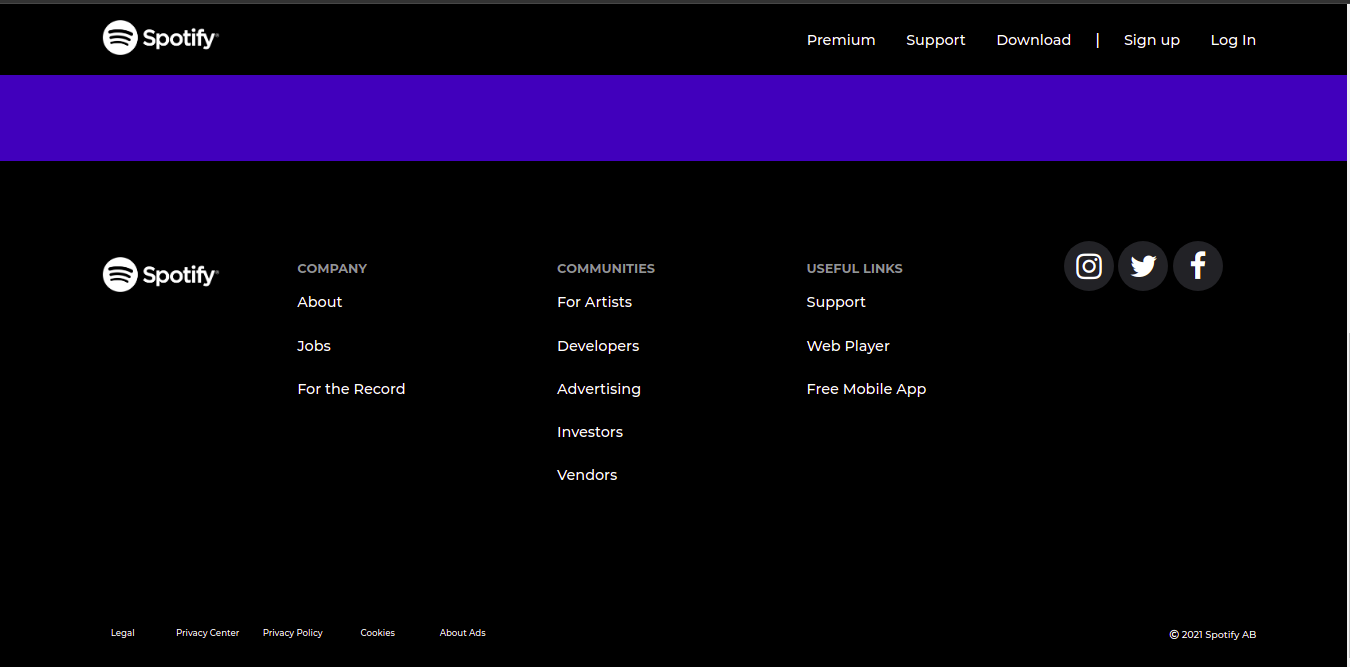 Spotify®
Premium Support Download | Sign up Log In
Spotify®
COMPANY
About
Jobs
For the Record
COMMUNITIES
For Artists
Developers
Advertising
Investors
Vendors
USEFUL LINKS
Support
Web Player
Free Mobile App
Legal Privacy Center Privacy Policy Cookies About Ads
© 2021 Spotify AB